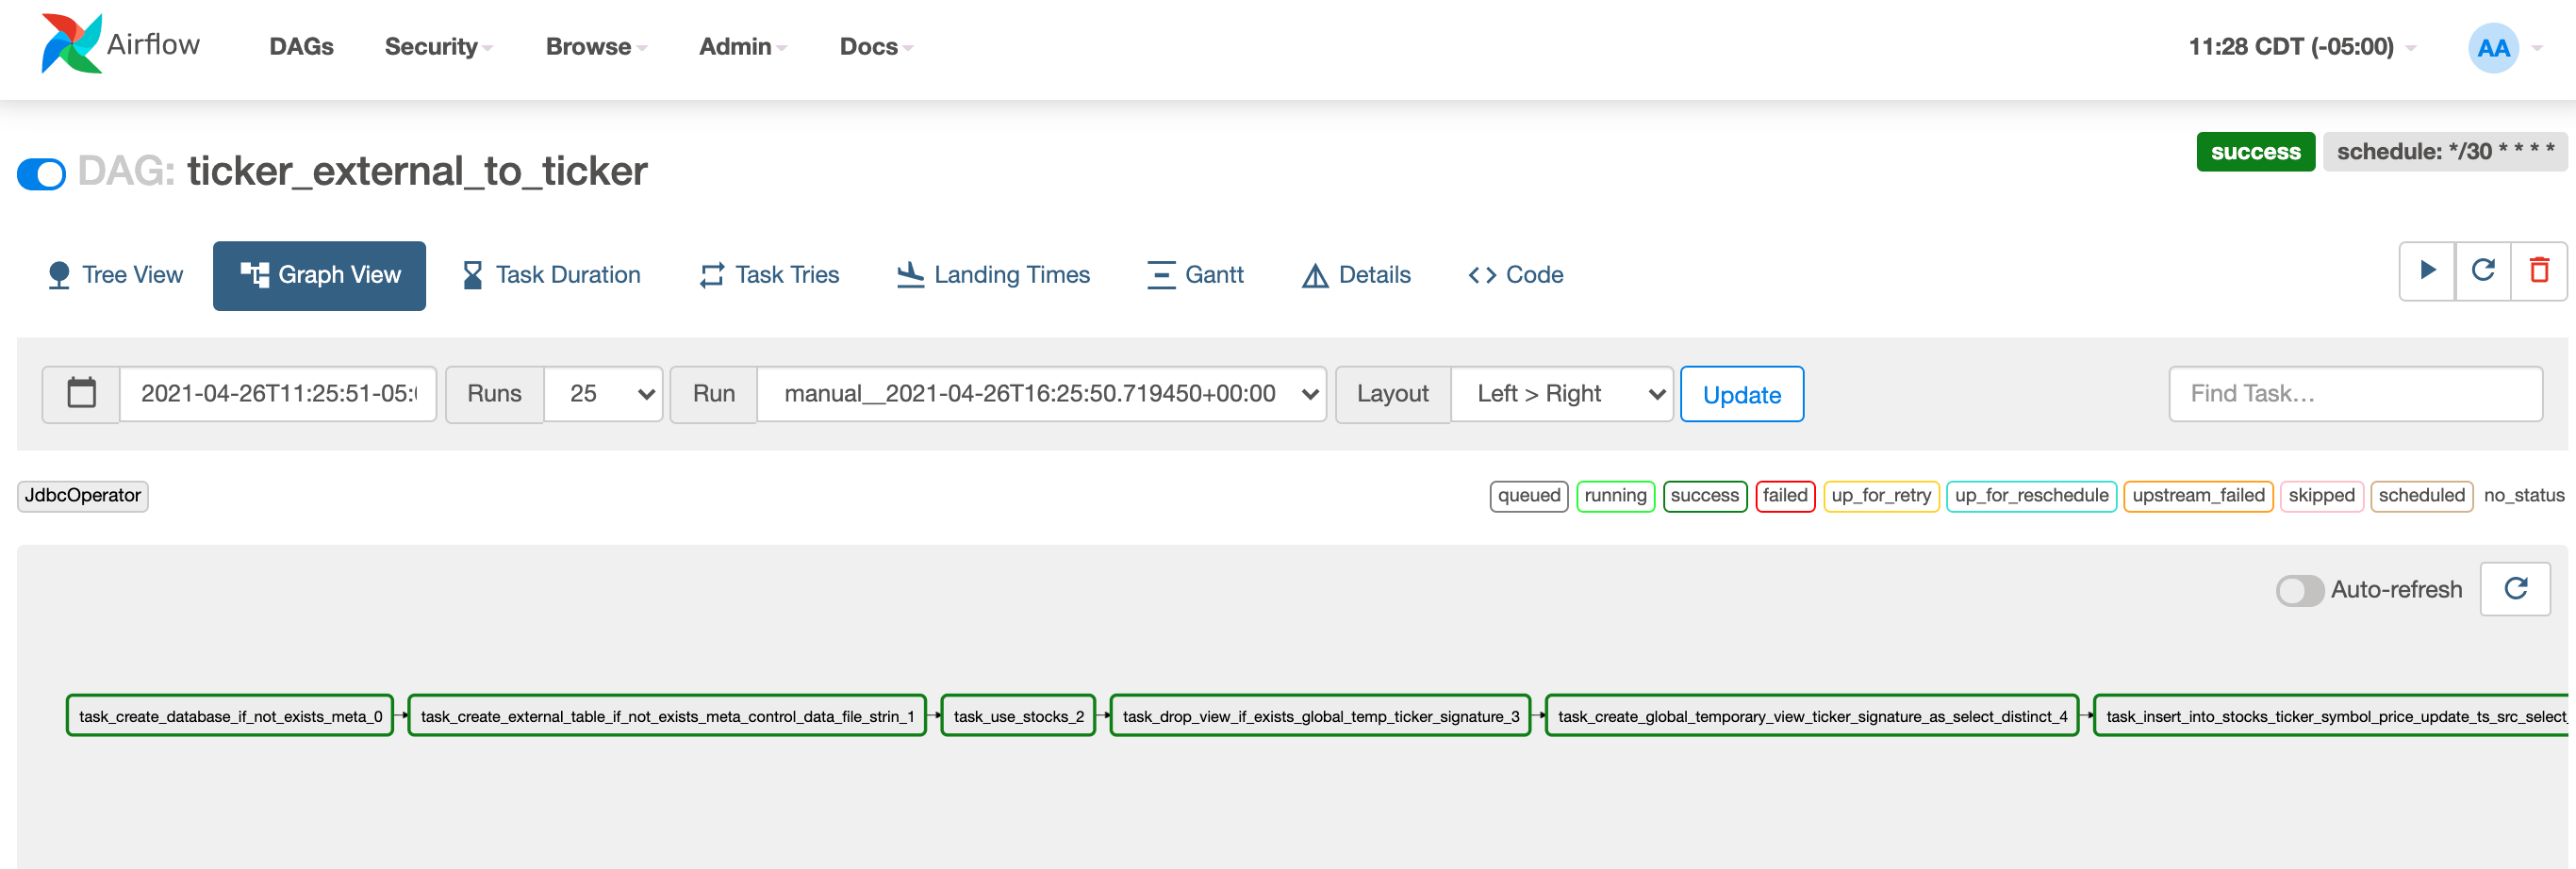 Airflow DAGs Security Browse Admin Docs 11:28 CDT (-05:00) AA
DAG: ticker_external_to_ticker success schedule: */30 * * * *
Tree View Graph View Task Duration Task Tries Landing Times Gantt Details <> Code
2021-04-26T11:25:51-05:( Runs 25 Run manual__2021-04-26T16:25:50.719450+00:00 Layout Left > Right Update Find Task…
JdbcOperator queued running success failed up_for_retry up_for_reschedule upstream_failed skipped scheduled no_status
Auto-refresh
task_create_database_if_not_exists_meta_0 task_create_external_table_if_not_exists_meta_control_data_file_strin_1 task_use_stocks_2 task_drop_view_if_exists_global_temp_ticker_signature_3 task_create_global_temporary_view_ticker_signature_as_select_distinct_4 task_insert_into_stocks_ticker_symbol_price_update_ts_src_select_